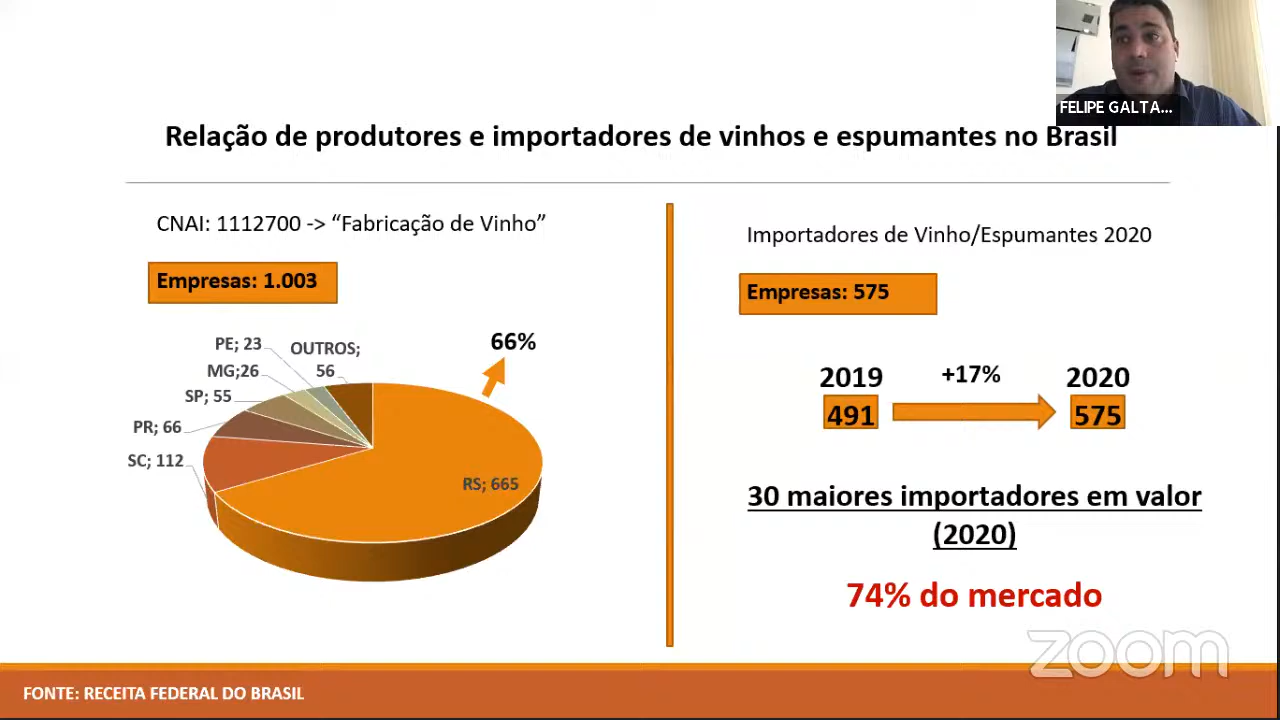 FELIPE GALTA...
Relação de produtores e importadores de vinhos e espumantes no Brasil
CNAI: 1112700 -> “Fabricação de Vinho”
Empresas: 1.003
66%
PE; 23
OUTROS;
56
MG;26
SP; 55
PR; 66
SC; 112
RS; 665
Importadores de Vinho/Espumantes 2020
Empresas: 575
2019
+17%
2020
491
575
30 maiores importadores em valor
(2020)
74% do mercado
zoom
FONTE: RECEITA FEDERAL DO BRASIL